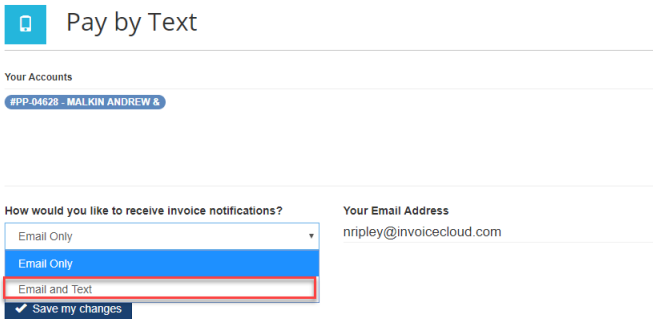 Pay by Text
Your Accounts
#PP-04628 - MALKIN ANDREW &
How would you like to receive invoice notifications?
Email Only
Email Only
Email and Text
Save my changes
Your Email Address
nripley@invoicecloud.com